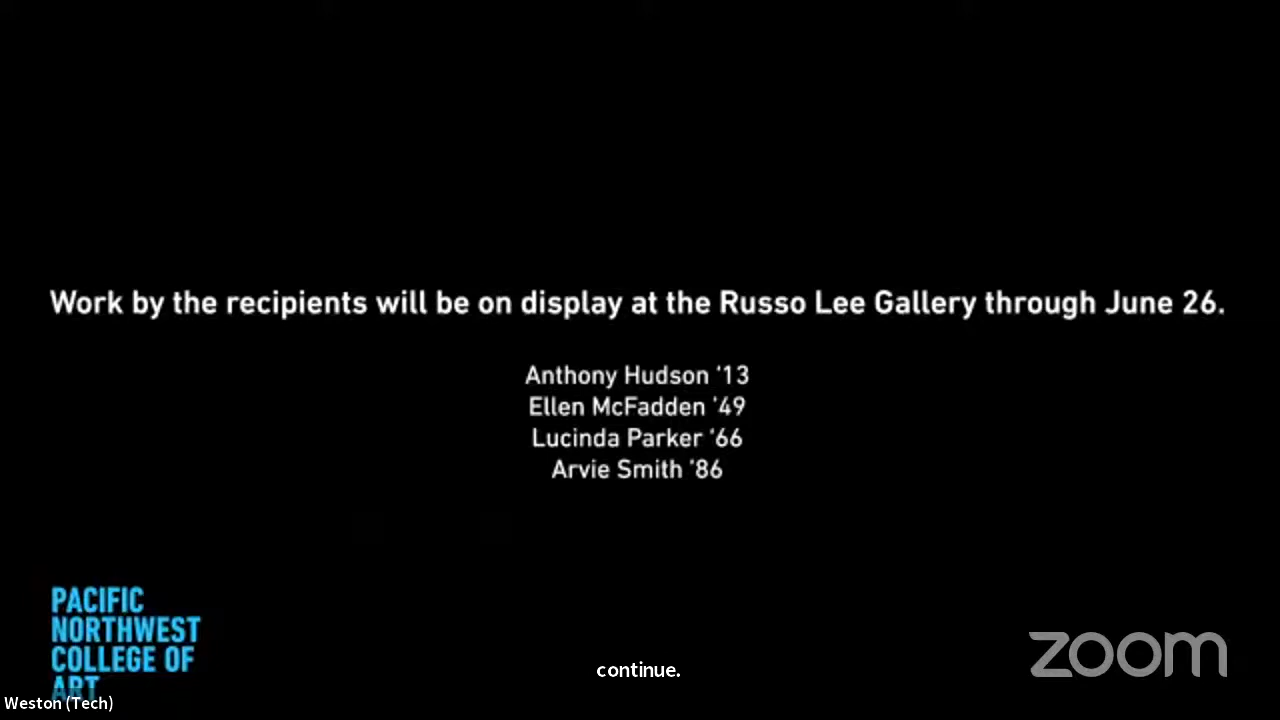 Work by the recipients will be on display at the Russo Lee Gallery through June 26.
Anthony Hudson '13
Ellen McFadden '49
Lucinda Parker '66
Arvie Smith '86
PACIFIC
NORTHWEST
COLLEGE OF
ART
zoom
continue.
Weston (Tech)